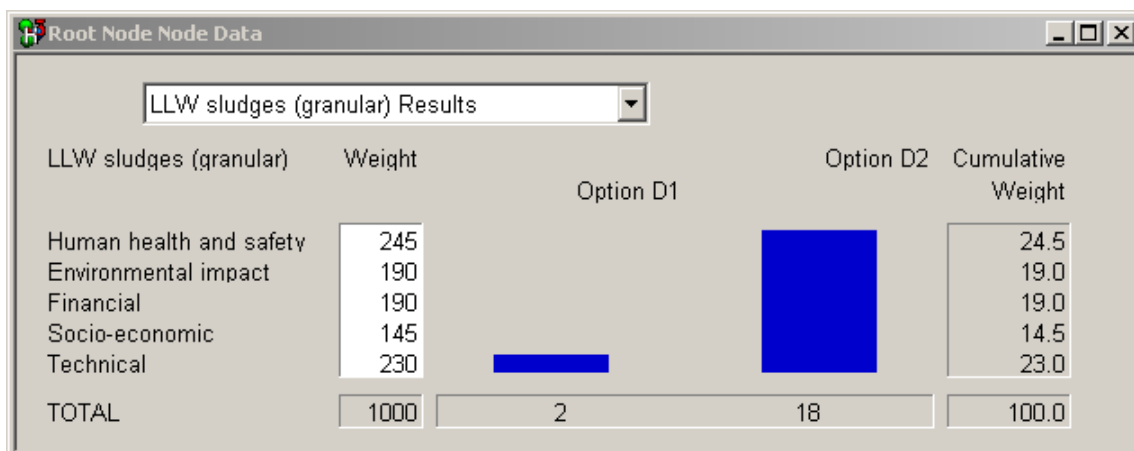 Root Node Node Data
LLW sludges (granular) Results
LLW sludges (granular) Weight Option D2 Cumulative
Option D1 Weight
Human health and safety 245 24.5
Environmental impact 190 19.0
Financial 190 19.0
Socio-economic 145 14.5
Technical 230 23.0
TOTAL 1000 2 18 100.0